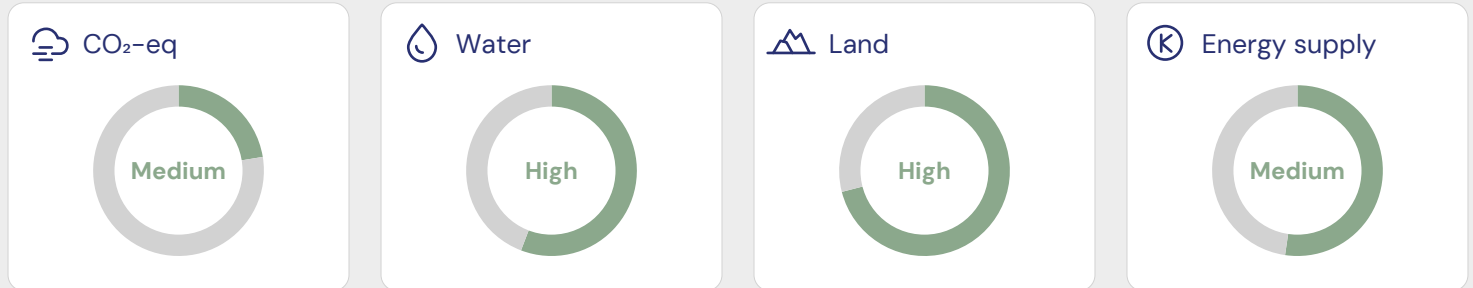 CO₂-eq
Medium
Water
High
Land
High
Energy supply
Medium